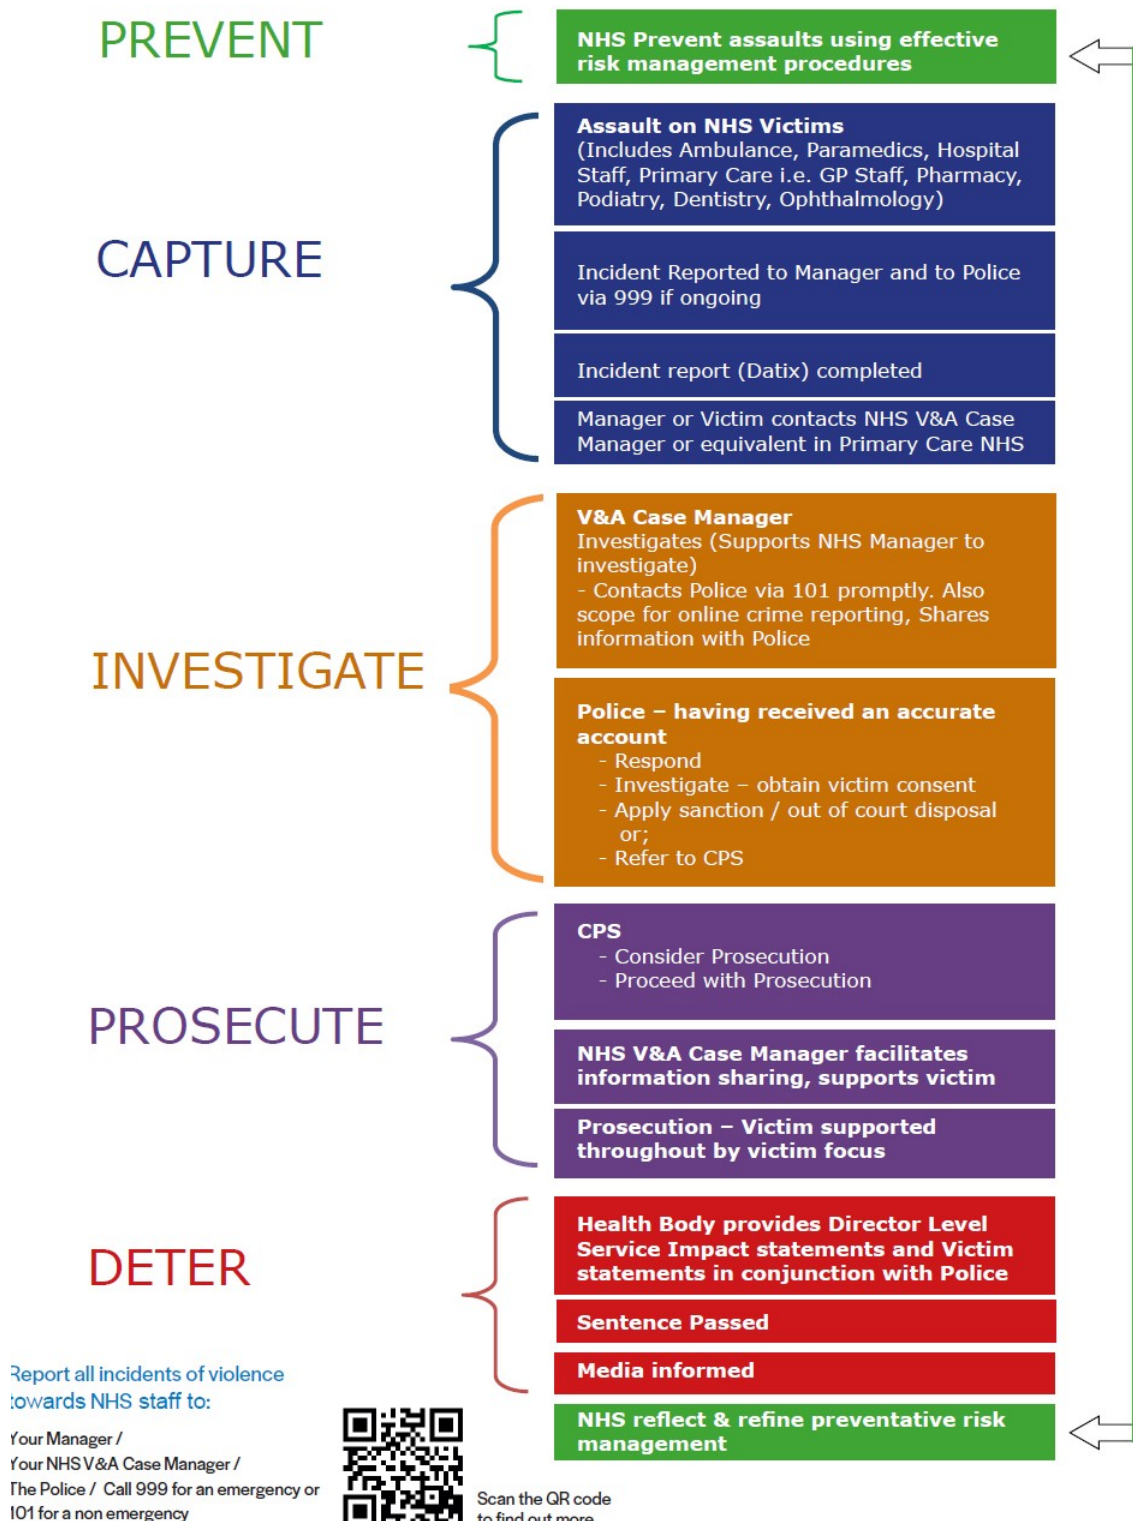 PREVENT
NHS Prevent assaults using effective
risk management procedures
CAPTURE
Assault on NHS Victims
(Includes Ambulance, Paramedics, Hospital
Staff, Primary Care i.e. GP Staff, Pharmacy,
Podiatry, Dentistry, Ophthalmology)
Incident Reported to Manager and to Police
via 999 if ongoing
Incident report (Datix) completed
Manager or Victim contacts NHS V&A Case
Manager or equivalent in Primary Care NHS
INVESTIGATE
V&A Case Manager
Investigates (Supports NHS Manager to
investigate)
- Contacts Police via 101 promptly. Also
scope for online crime reporting, Shares
information with Police
Police – having received an accurate
account
- Respond
- Investigate – obtain victim consent
- Apply sanction / out of court disposal
or;
- Refer to CPS
PROSECUTE
CPS
- Consider Prosecution
- Proceed with Prosecution
NHS V&A Case Manager facilitates
information sharing, supports victim
Prosecution – Victim supported
throughout by victim focus
DETER
Health Body provides Director Level
Service Impact statements and Victim
statements in conjunction with Police
Sentence Passed
Media informed
NHS reflect & refine preventative risk
management
Report all incidents of violence
towards NHS staff to:
Your Manager /
Your NHS V&A Case Manager /
The Police / Call 999 for an emergency or
101 for a non emergency
Scan the QR code
to find out more